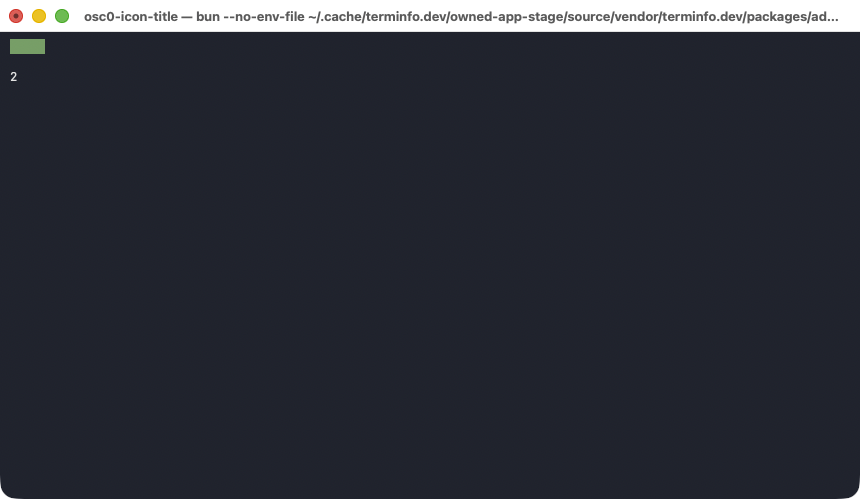 osc0-icon-title — bun --no-env-file ~/.cache/terminfo.dev/owned-app-stage/source/vendor/terminfo.dev/packages/ad...
2